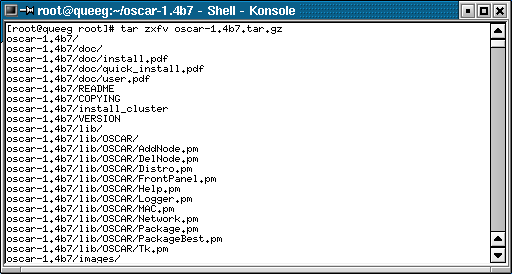 root@queeg:~/oscar-1.4b7 - Shell - Konsole
[root@queeg root]# tar zxfv oscar-1.4b7.tar.gz
oscar-1.4b7/
oscar-1.4b7/doc/
oscar-1.4b7/doc/install.pdf
oscar-1.4b7/doc/quick_install.pdf
oscar-1.4b7/doc/user.pdf
oscar-1.4b7/README
oscar-1.4b7/COPYING
oscar-1.4b7/install_cluster
oscar-1.4b7/VERSION
oscar-1.4b7/lib/
oscar-1.4b7/lib/OSCAR/
oscar-1.4b7/lib/OSCAR/AddNode.pm
oscar-1.4b7/lib/OSCAR/DelNode.pm
oscar-1.4b7/lib/OSCAR/Distro.pm
oscar-1.4b7/lib/OSCAR/FrontPanel.pm
oscar-1.4b7/lib/OSCAR/Help.pm
oscar-1.4b7/lib/OSCAR/Logger.pm
oscar-1.4b7/lib/OSCAR/MAC.pm
oscar-1.4b7/lib/OSCAR/Network.pm
oscar-1.4b7/lib/OSCAR/Package.pm
oscar-1.4b7/lib/OSCAR/PackageBest.pm
oscar-1.4b7/lib/OSCAR/Tk.pm
oscar-1.4b7/images/